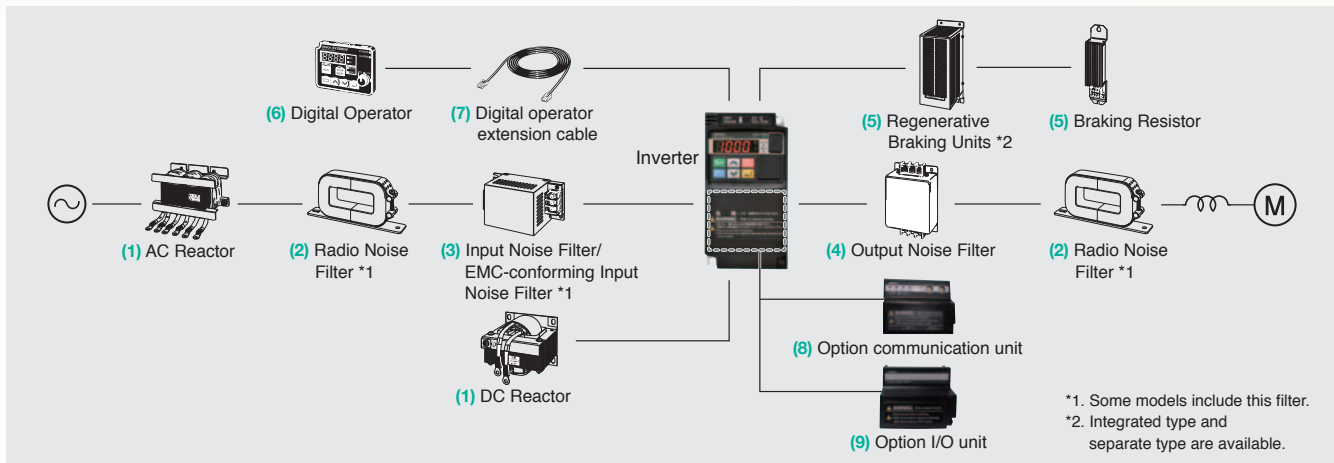 (6) Digital Operator
(7) Digital operator
extension cable
(5) Regenerative
Braking Units *2
(5) Braking Resistor
Inverter
1000
(1) AC Reactor
(2) Radio Noise
Filter *1
(3) Input Noise Filter/
EMC-conforming Input
Noise Filter *1
(4) Output Noise Filter
(2) Radio Noise
Filter *1
M
(1) DC Reactor
(8) Option communication unit
(9) Option I/O unit
*1. Some models include this filter.
*2. Integrated type and
separate type are available.